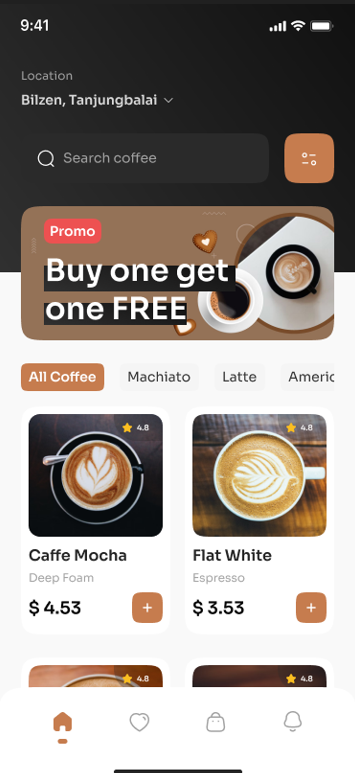 9:41
Location
Bilzen, Tanjungbalai
Search coffee
Promo
Buy one get
one FREE
All Coffee
Machiato
Latte
Americ
4.8
4.8
Caffe Mocha
Flat White
Deep Foam
Espresso
$ 4.53
+
$ 3.53
+
4.8
4.8